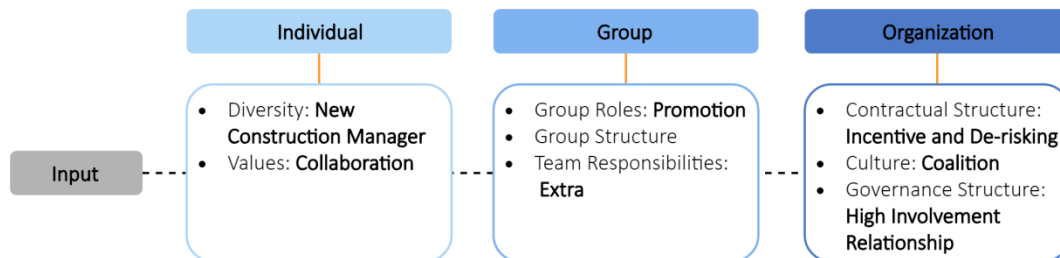 Individual
Group
Organization
Input
• Diversity: New
Construction Manager
• Values: Collaboration
• Group Roles: Promotion
• Group Structure
• Team Responsibilities:
Extra
• Contractual Structure:
Incentive and De-risking
• Culture: Coalition
• Governance Structure:
High Involvement
Relationship